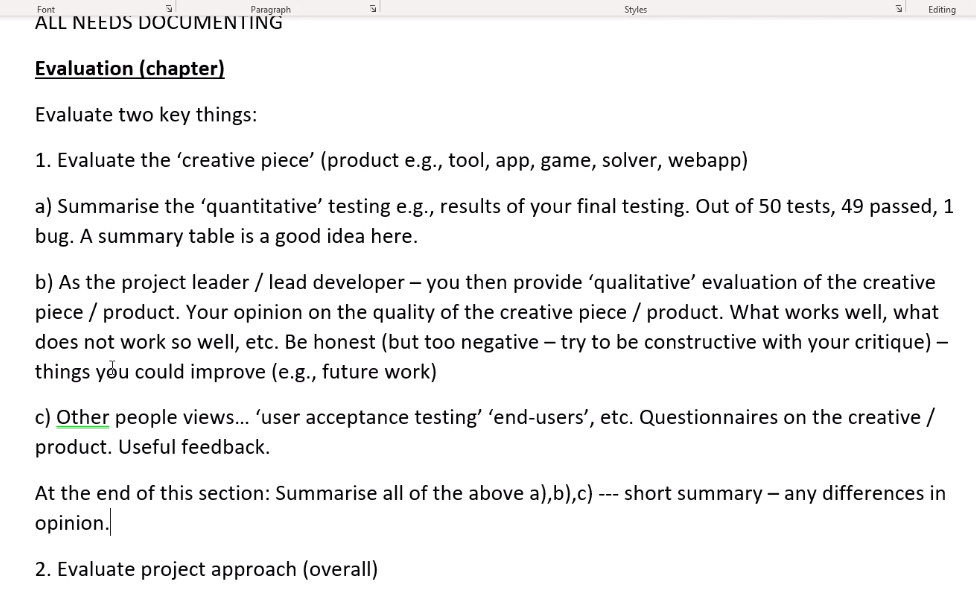 Font Paragraph Styles Editing
ALL NEEDS DOCUMENTING
Evaluation (chapter)
Evaluate two key things:
1. Evaluate the ‘creative piece’ (product e.g., tool, app, game, solver, webapp)
a) Summarise the ‘quantitative’ testing e.g., results of your final testing. Out of 50 tests, 49 passed, 1
bug. A summary table is a good idea here.
b) As the project leader / lead developer – you then provide ‘qualitative’ evaluation of the creative
piece / product. Your opinion on the quality of the creative piece / product. What works well, what
does not work so well, etc. Be honest (but too negative – try to be constructive with your critique) –
things you could improve (e.g., future work)
c) Other people views... ‘user acceptance testing’ ‘end-users’, etc. Questionnaires on the creative /
product. Useful feedback.
At the end of this section: Summarise all of the above a),b),c) --- short summary – any differences in
opinion.
2. Evaluate project approach (overall)